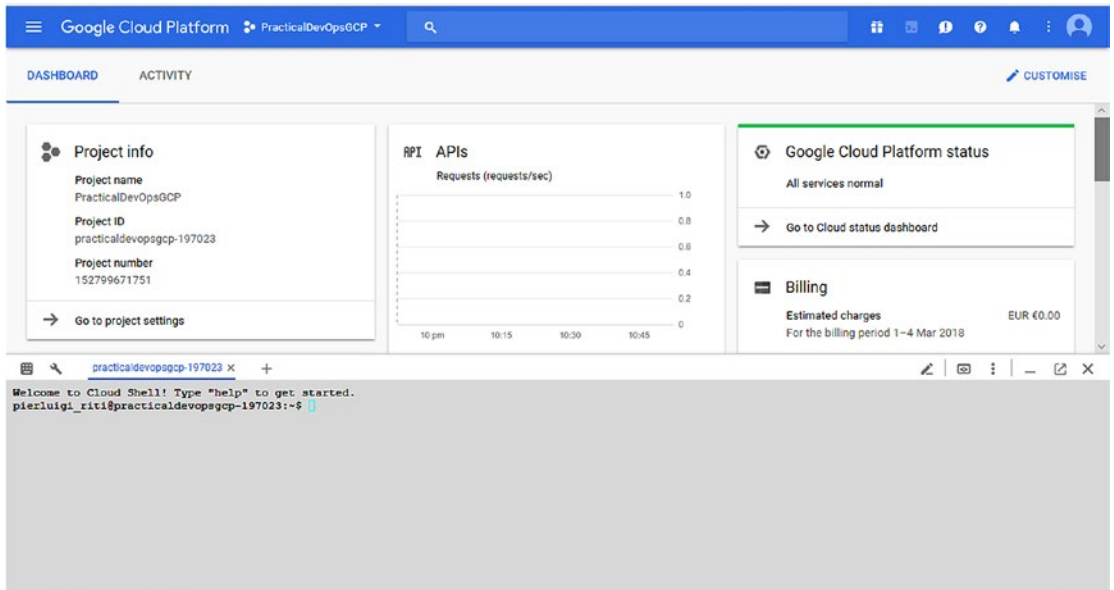 Google Cloud Platform PracticalDevOpsGCP
DASHBOARD ACTIVITY CUSTOMISE
Project info
Project name
PracticalDevOpsGCP
Project ID
practicaldevopsgcp-197023
Project number
152799671751
Go to project settings
API APIs
Requests (requests/sec)
1.0
0.8
0.6
0.4
0.2
0
10 pm 10:15 10:30 10:45
Google Cloud Platform status
All services normal
Go to Cloud status dashboard
Billing
Estimated charges EUR €0.00
For the billing period 1–4 Mar 2018
practicaldevopsgcp-197023 × +
Welcome to Cloud Shell! Type "help" to get started.
pierluigi_riti@practicaldevopsgcp-197023:~$